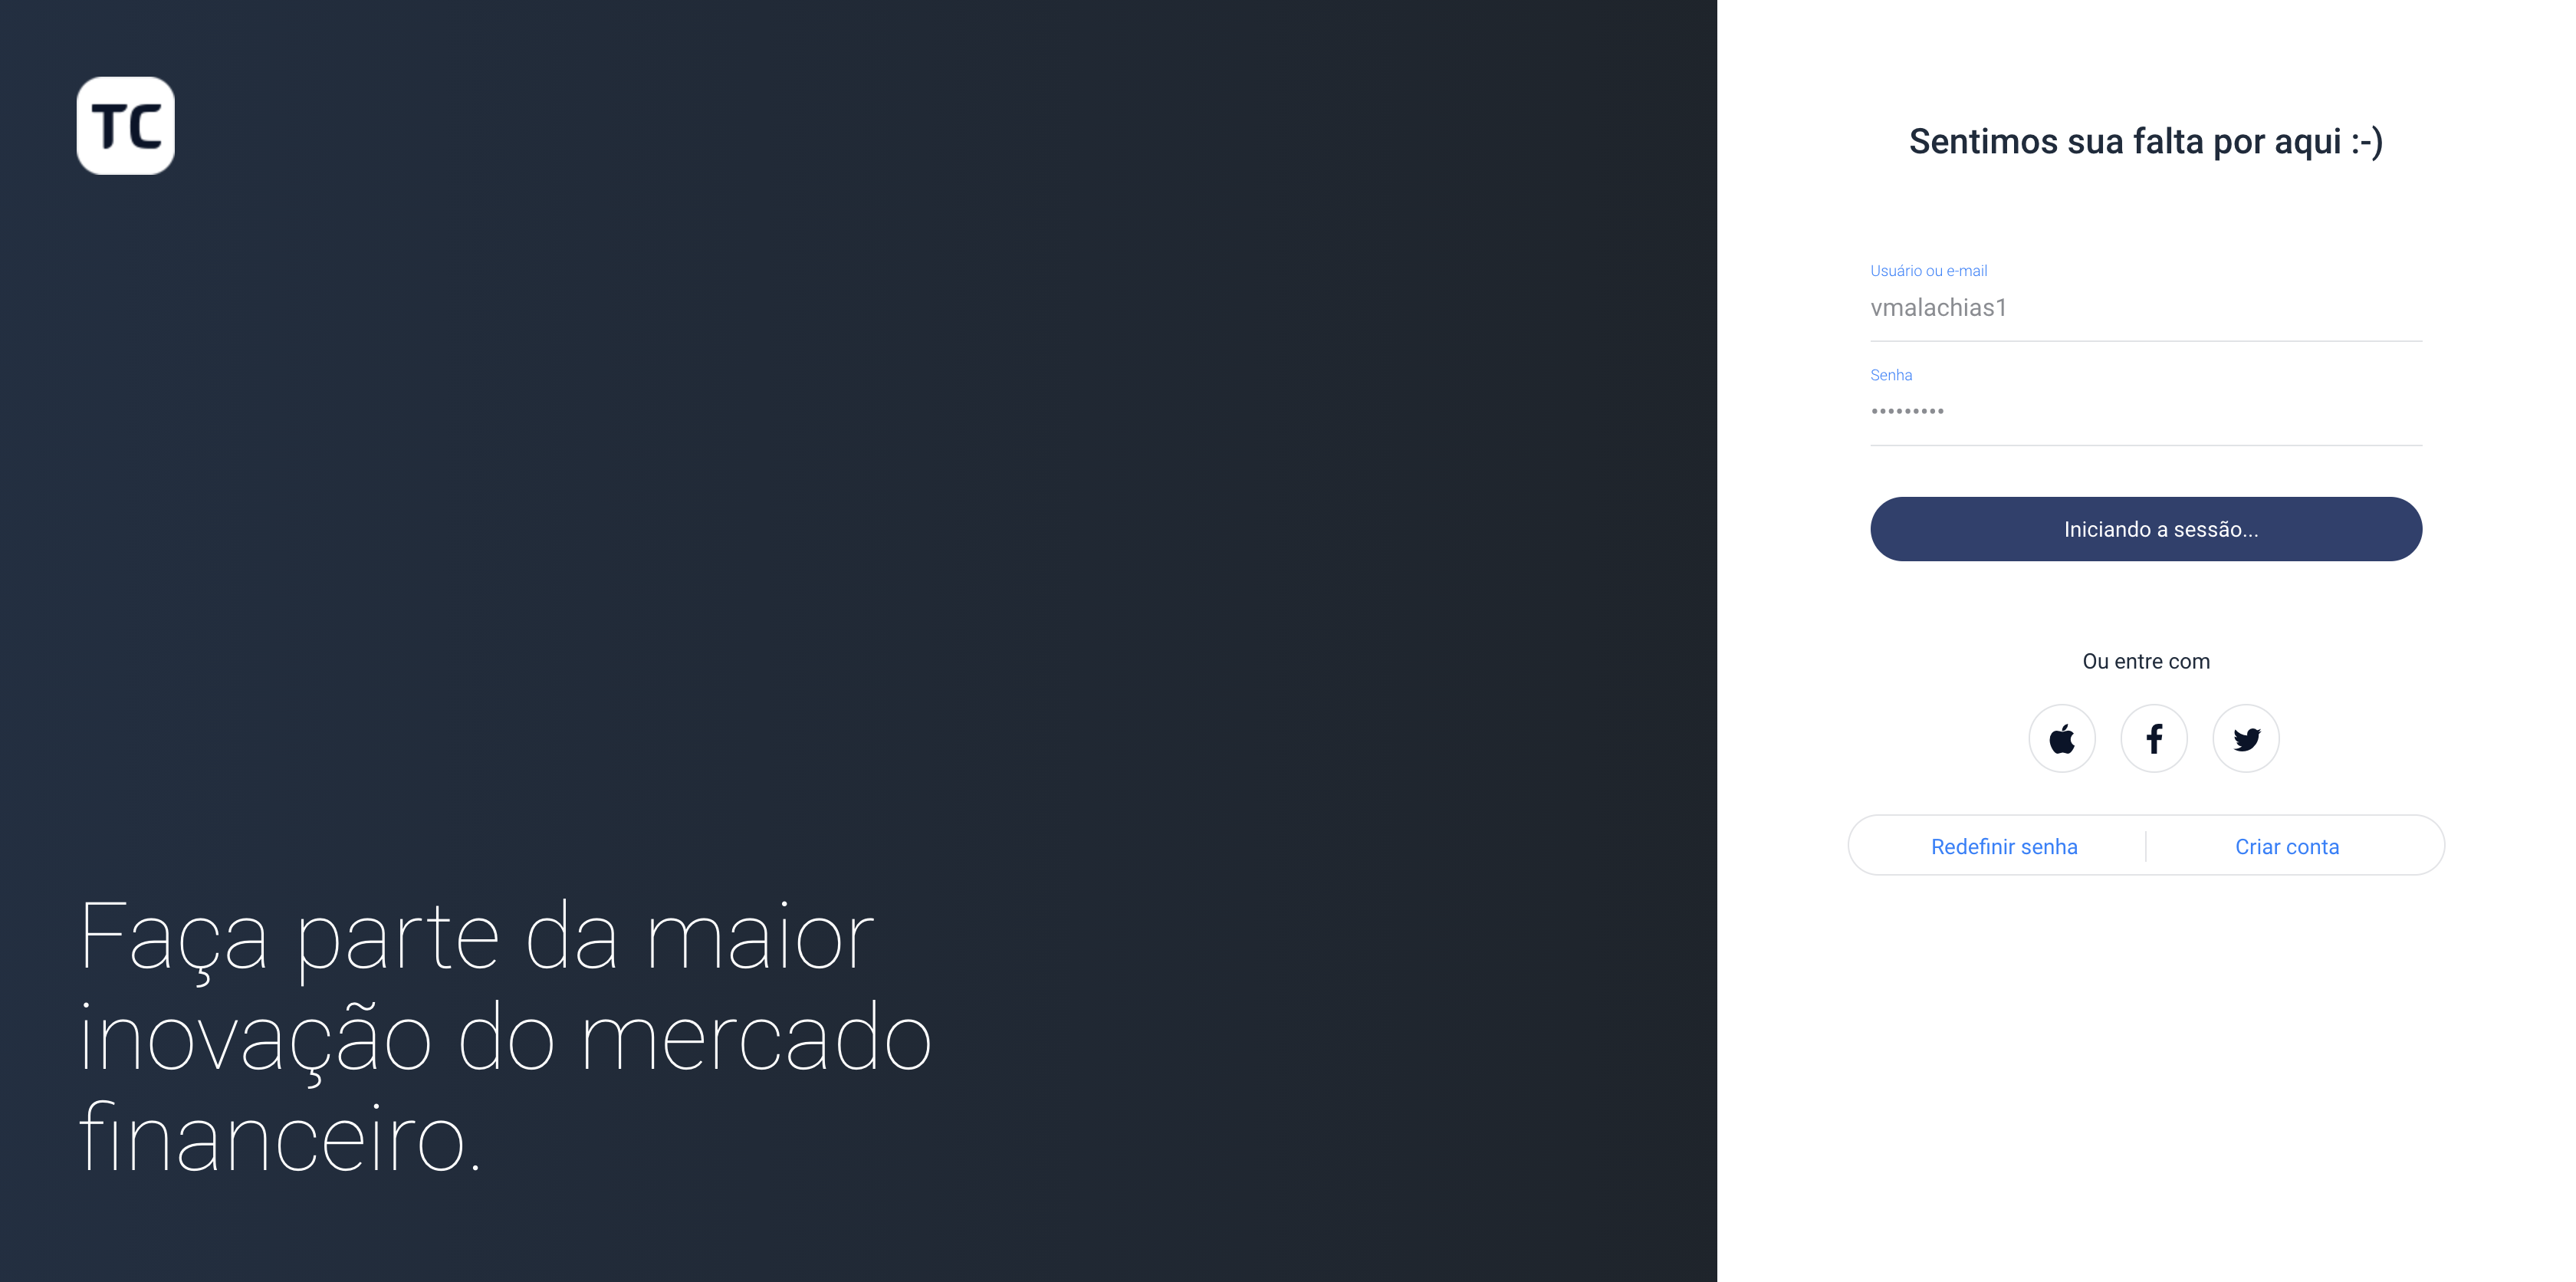 TC
Sentimos sua falta por aqui :-)
Usuário ou e-mail
vmalachias1
Senha
•••••••••
Iniciando a sessão...
Ou entre com
Redefinir senha
Criar conta
Faça parte da maior
inovação do mercado
financeiro.